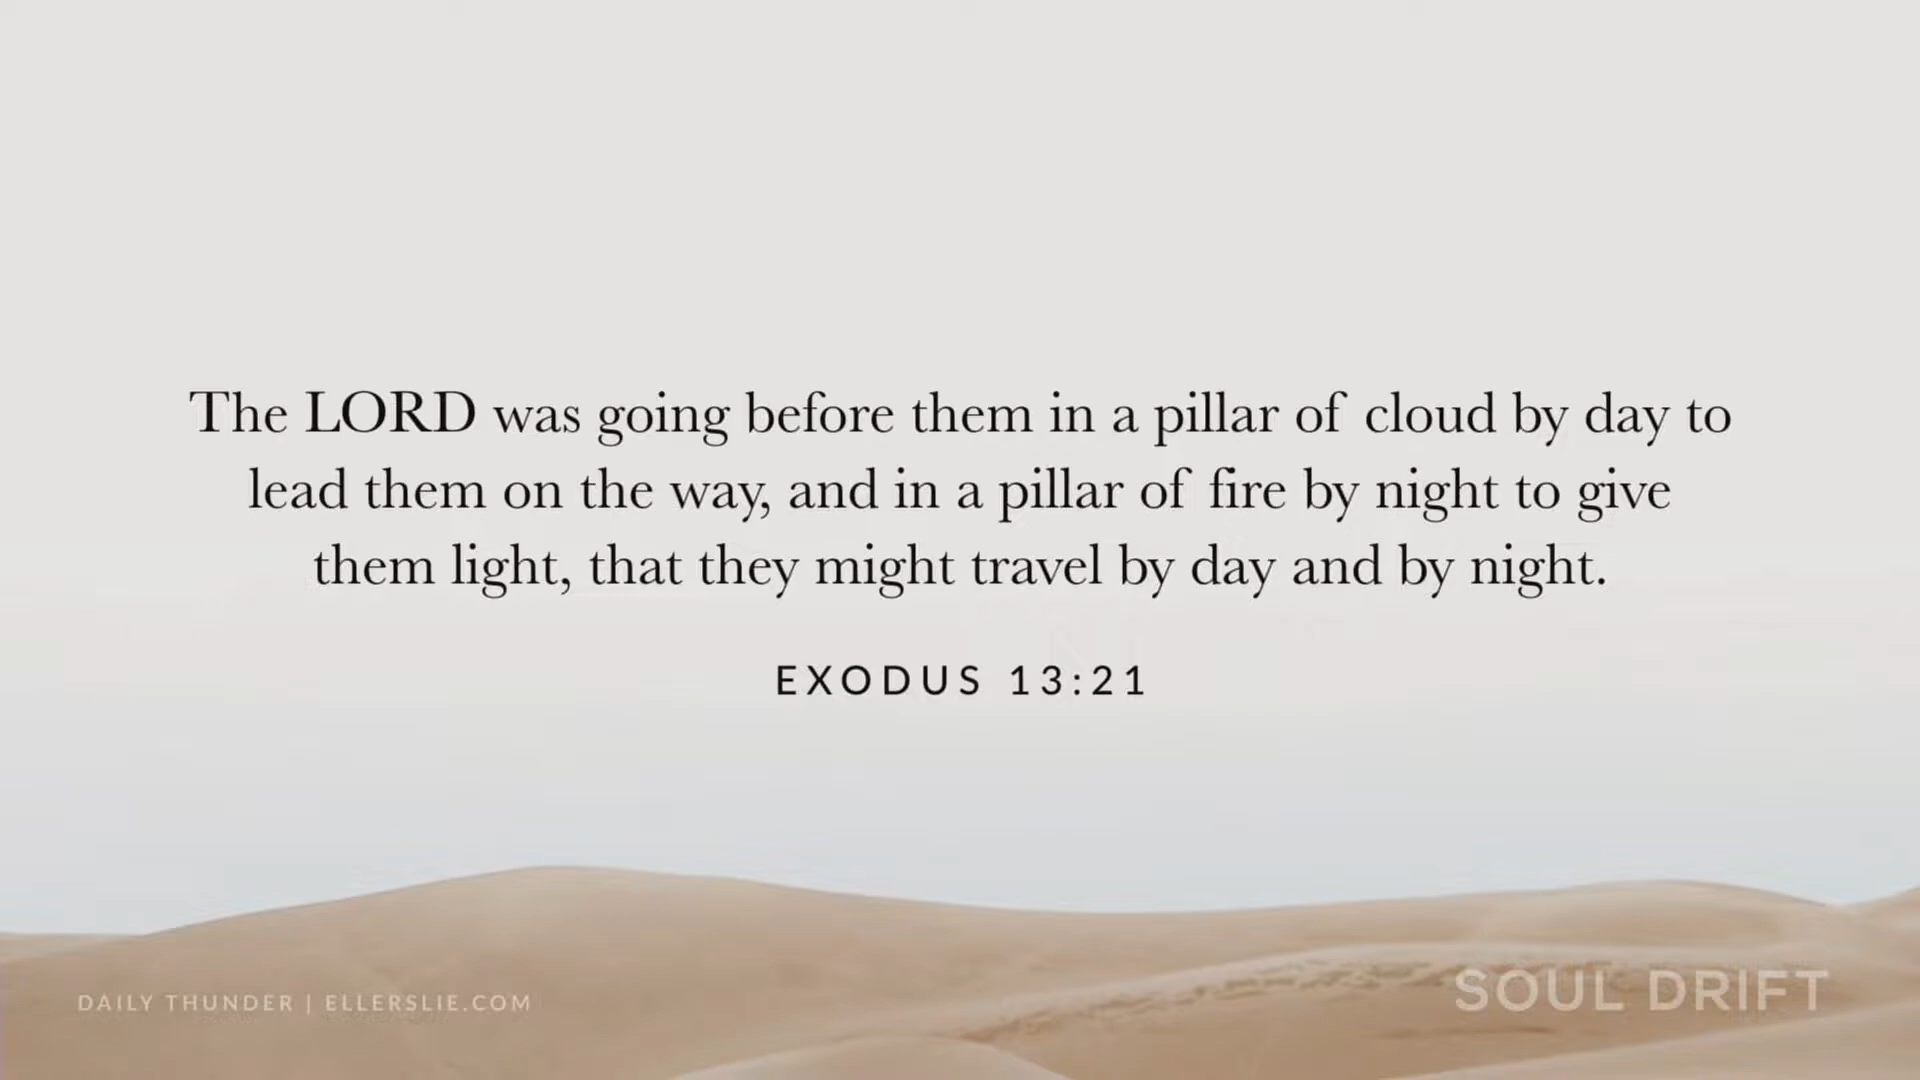 The LORD was going before them in a pillar of cloud by day to
lead them on the way, and in a pillar of fire by night to give
them light, that they might travel by day and by night.
EXODUS 13:21
DAILY THUNDER | ELLERSLIE.COM
SOUL DRIFT